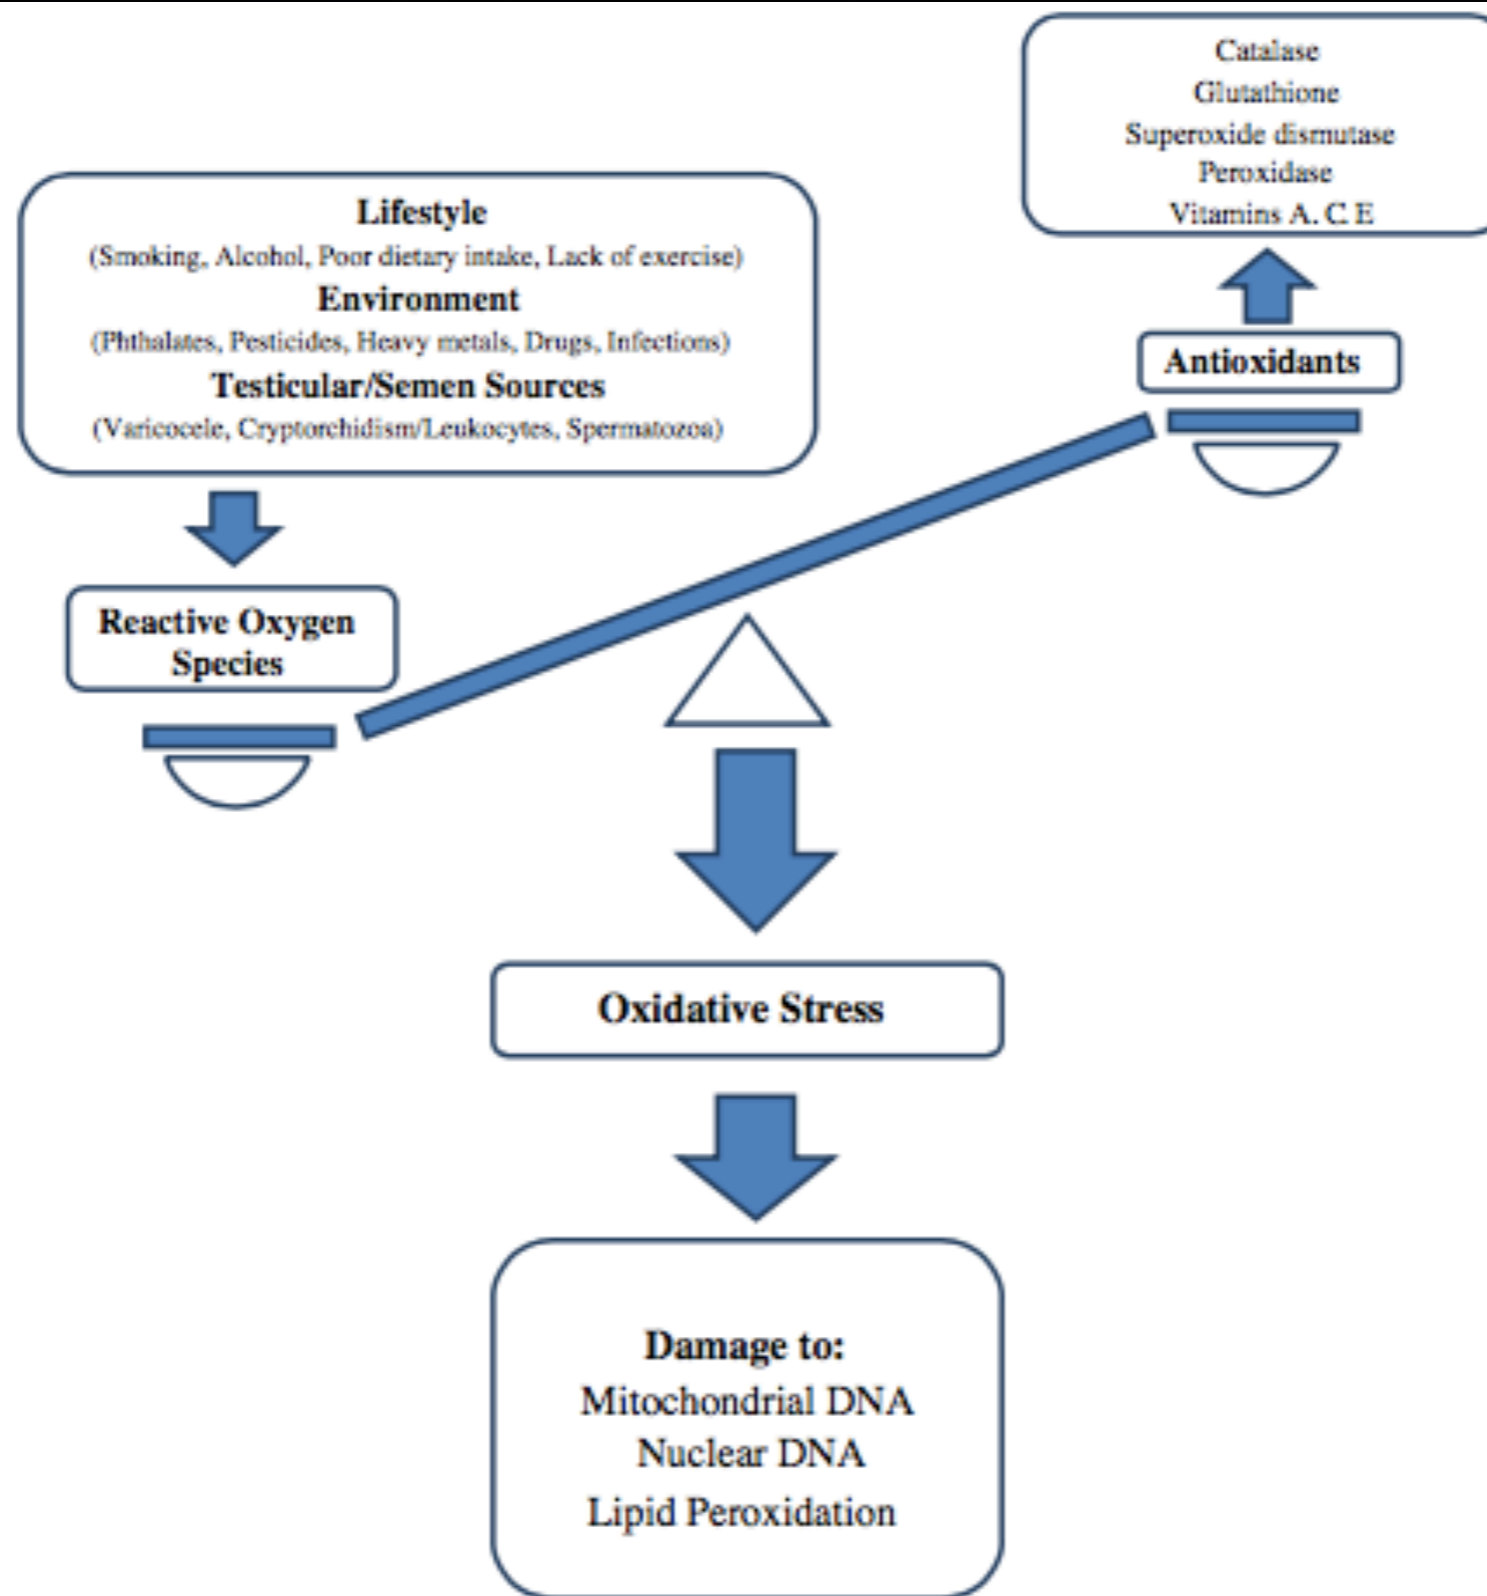 Catalase
Glutathione
Superoxide dismutase
Peroxidase
Vitamins A. C E
Lifestyle
(Smoking, Alcohol, Poor dietary intake, Lack of exercise)
Environment
(Phthalates, Pesticides, Heavy metals, Drugs, Infections)
Testicular/Semen Sources
(Varicocele, Cryptorchidism/Leukocytes, Spermatozoa)
Antioxidants
Reactive Oxygen
Species
Oxidative Stress
Damage to:
Mitochondrial DNA
Nuclear DNA
Lipid Peroxidation